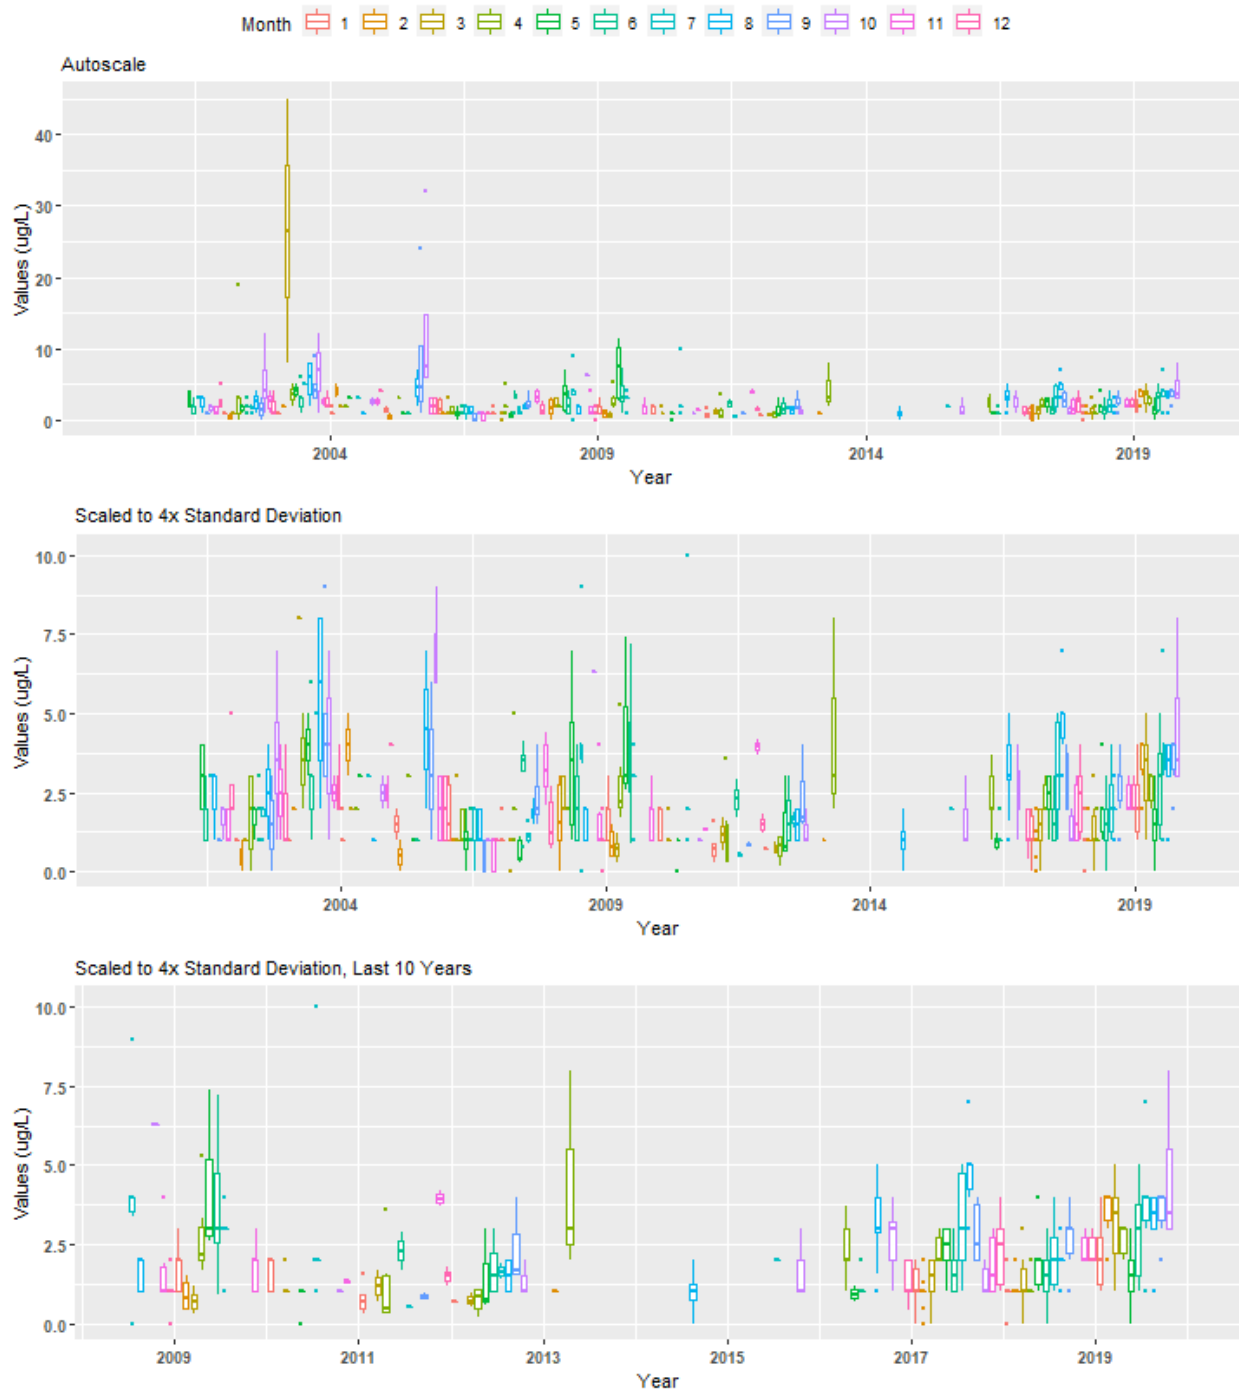 Month 1 2 3 4 5 6 7 8 9 10 11 12
Autoscale
Values (ug/L)
40
30
20
10
0
2004 2009 2014 2019
Year
Scaled to 4x Standard Deviation
Values (ug/L)
10.0
7.5
5.0
2.5
0.0
2004 2009 2014 2019
Year
Scaled to 4x Standard Deviation, Last 10 Years
Values (ug/L)
10.0
7.5
5.0
2.5
0.0
2009 2011 2013 2015 2017 2019
Year